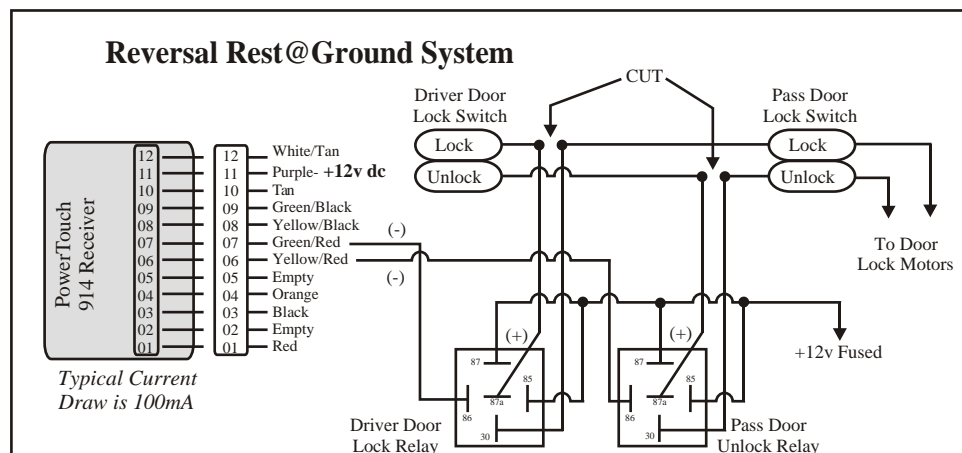 Reversal Rest@Ground System
CUT
Driver Door
Lock Switch
Pass Door
Lock Switch
Lock
Unlock
Lock
Unlock
To Door
Lock Motors
PowerTouch
914 Receiver
12
11
10
09
08
07
06
05
04
03
02
01
12
11
10
09
08
07
06
05
04
03
02
01
White/Tan
Purple- +12v dc
Tan
Green/Black
Yellow/Black
Green/Red
Yellow/Red
Empty
Orange
Black
Empty
Red
(-)
(-)
(+)
(+)
+12v Fused
Typical Current
Draw is 100mA
87
85
87a
86
30
87
85
87a
86
30
Driver Door
Lock Relay
Pass Door
Unlock Relay